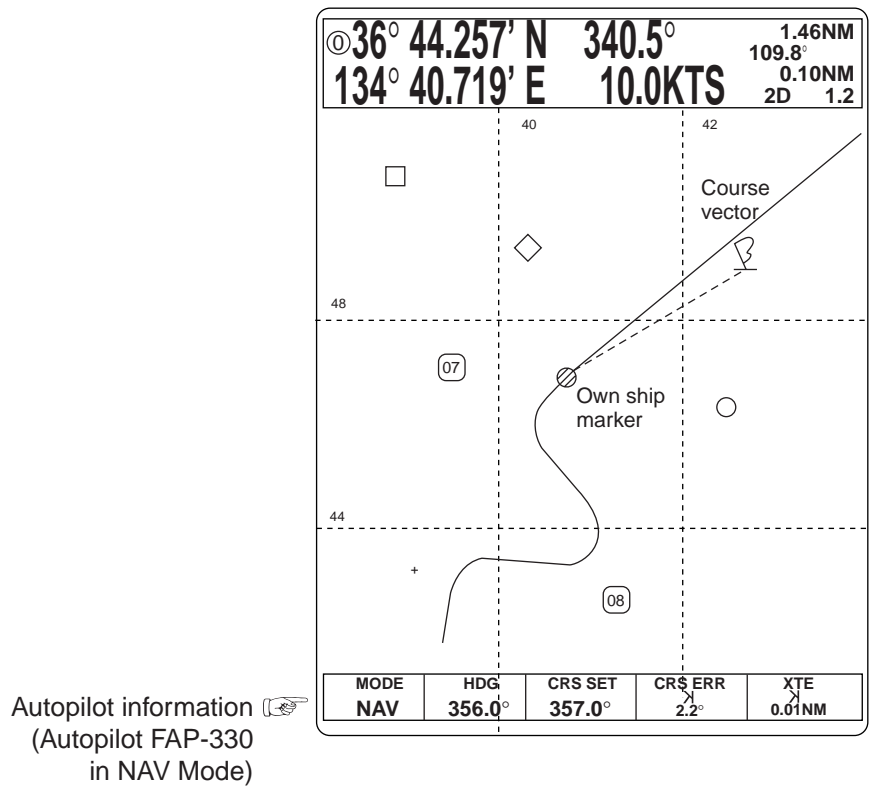 0 36° 44.257’ N 340.5° 1.46NM
109.8°
134° 40.719’ E 10.0KTS 0.10NM
2D 1.2
40 42
Course
vector
48
07
Own ship
marker
44
+
08
MODE HDG CRS SET CRS ERR XTE
NAV 356.0° 357.0° 2.2° 0.01NM
Autopilot information
(Autopilot FAP-330
in NAV Mode)